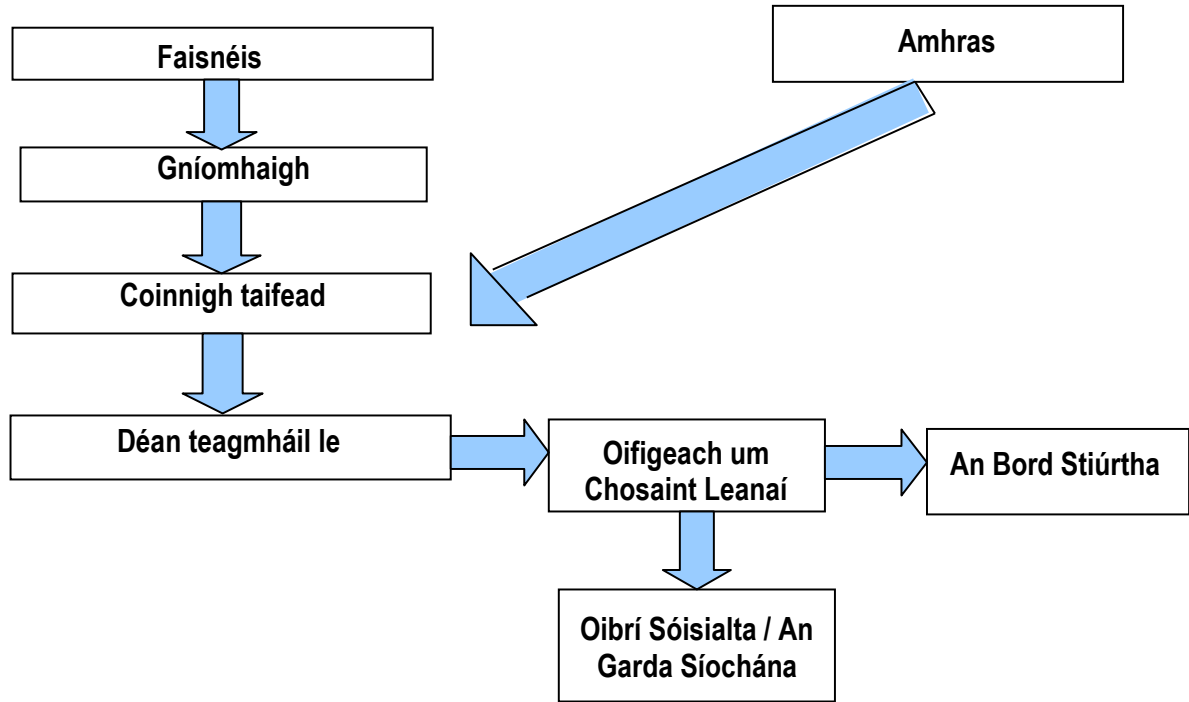 Faisnéis
Amhras
Gníomhaigh
Coinnigh taifead
Déan teagmháil le
Oifigeach um
Chosaint Leanaí
An Bord Stiúrtha
Oibrí Sóisialta / An
Garda Síochána